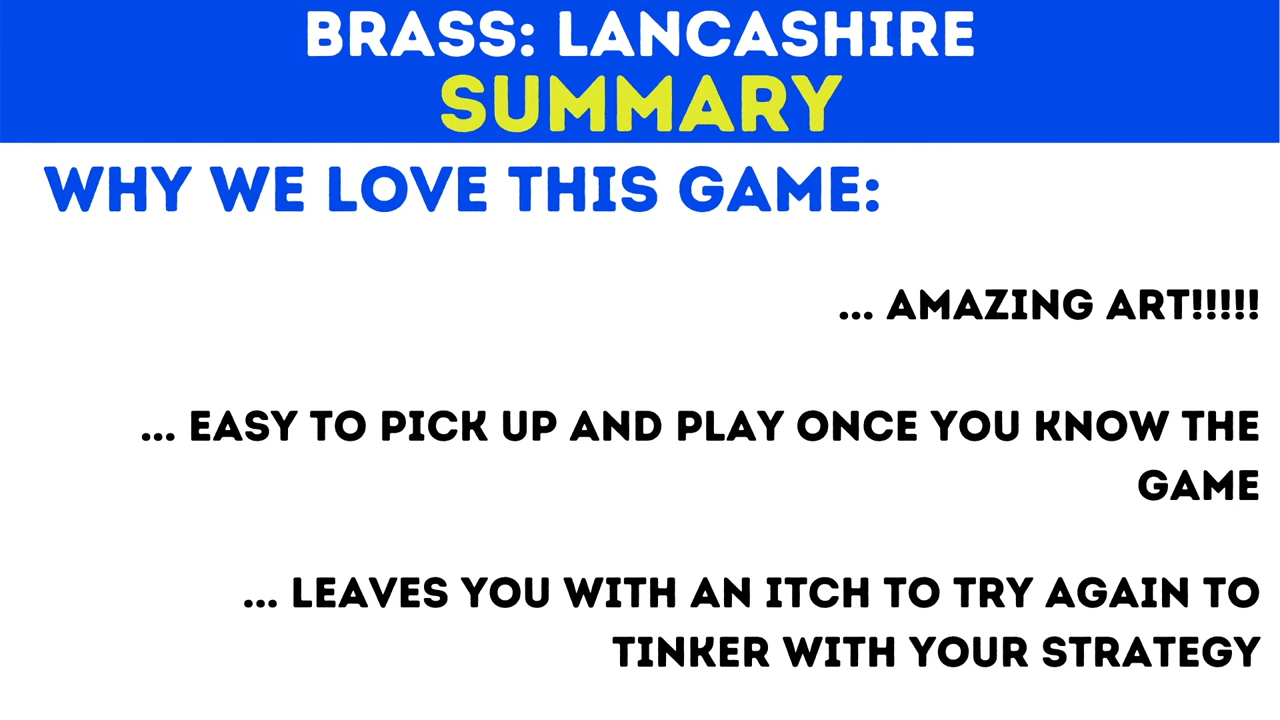 BRASS: LANCASHIRE
SUMMARY
WHY WE LOVE THIS GAME:
... AMAZING ART!!!!!
... EASY TO PICK UP AND PLAY ONCE YOU KNOW THE
GAME
... LEAVES YOU WITH AN ITCH TO TRY AGAIN TO
TINKER WITH YOUR STRATEGY